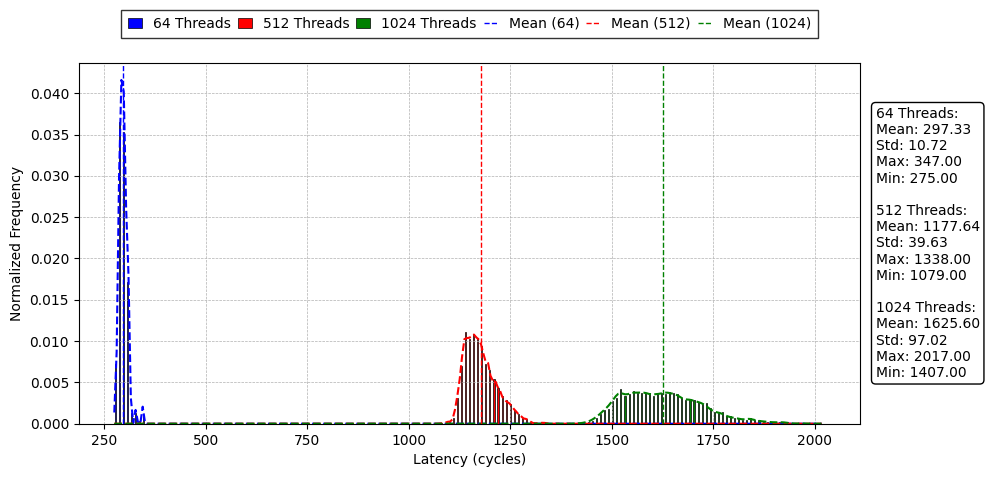 64 Threads 512 Threads 1024 Threads Mean (64) Mean (512) Mean (1024)
Normalized Frequency
0.040
0.035
0.030
0.025
0.020
0.015
0.010
0.005
0.000
250 500 750 1000 1250 1500 1750 2000
Latency (cycles)
64 Threads:
Mean: 297.33
Std: 10.72
Max: 347.00
Min: 275.00
512 Threads:
Mean: 1177.64
Std: 39.63
Max: 1338.00
Min: 1079.00
1024 Threads:
Mean: 1625.60
Std: 97.02
Max: 2017.00
Min: 1407.00